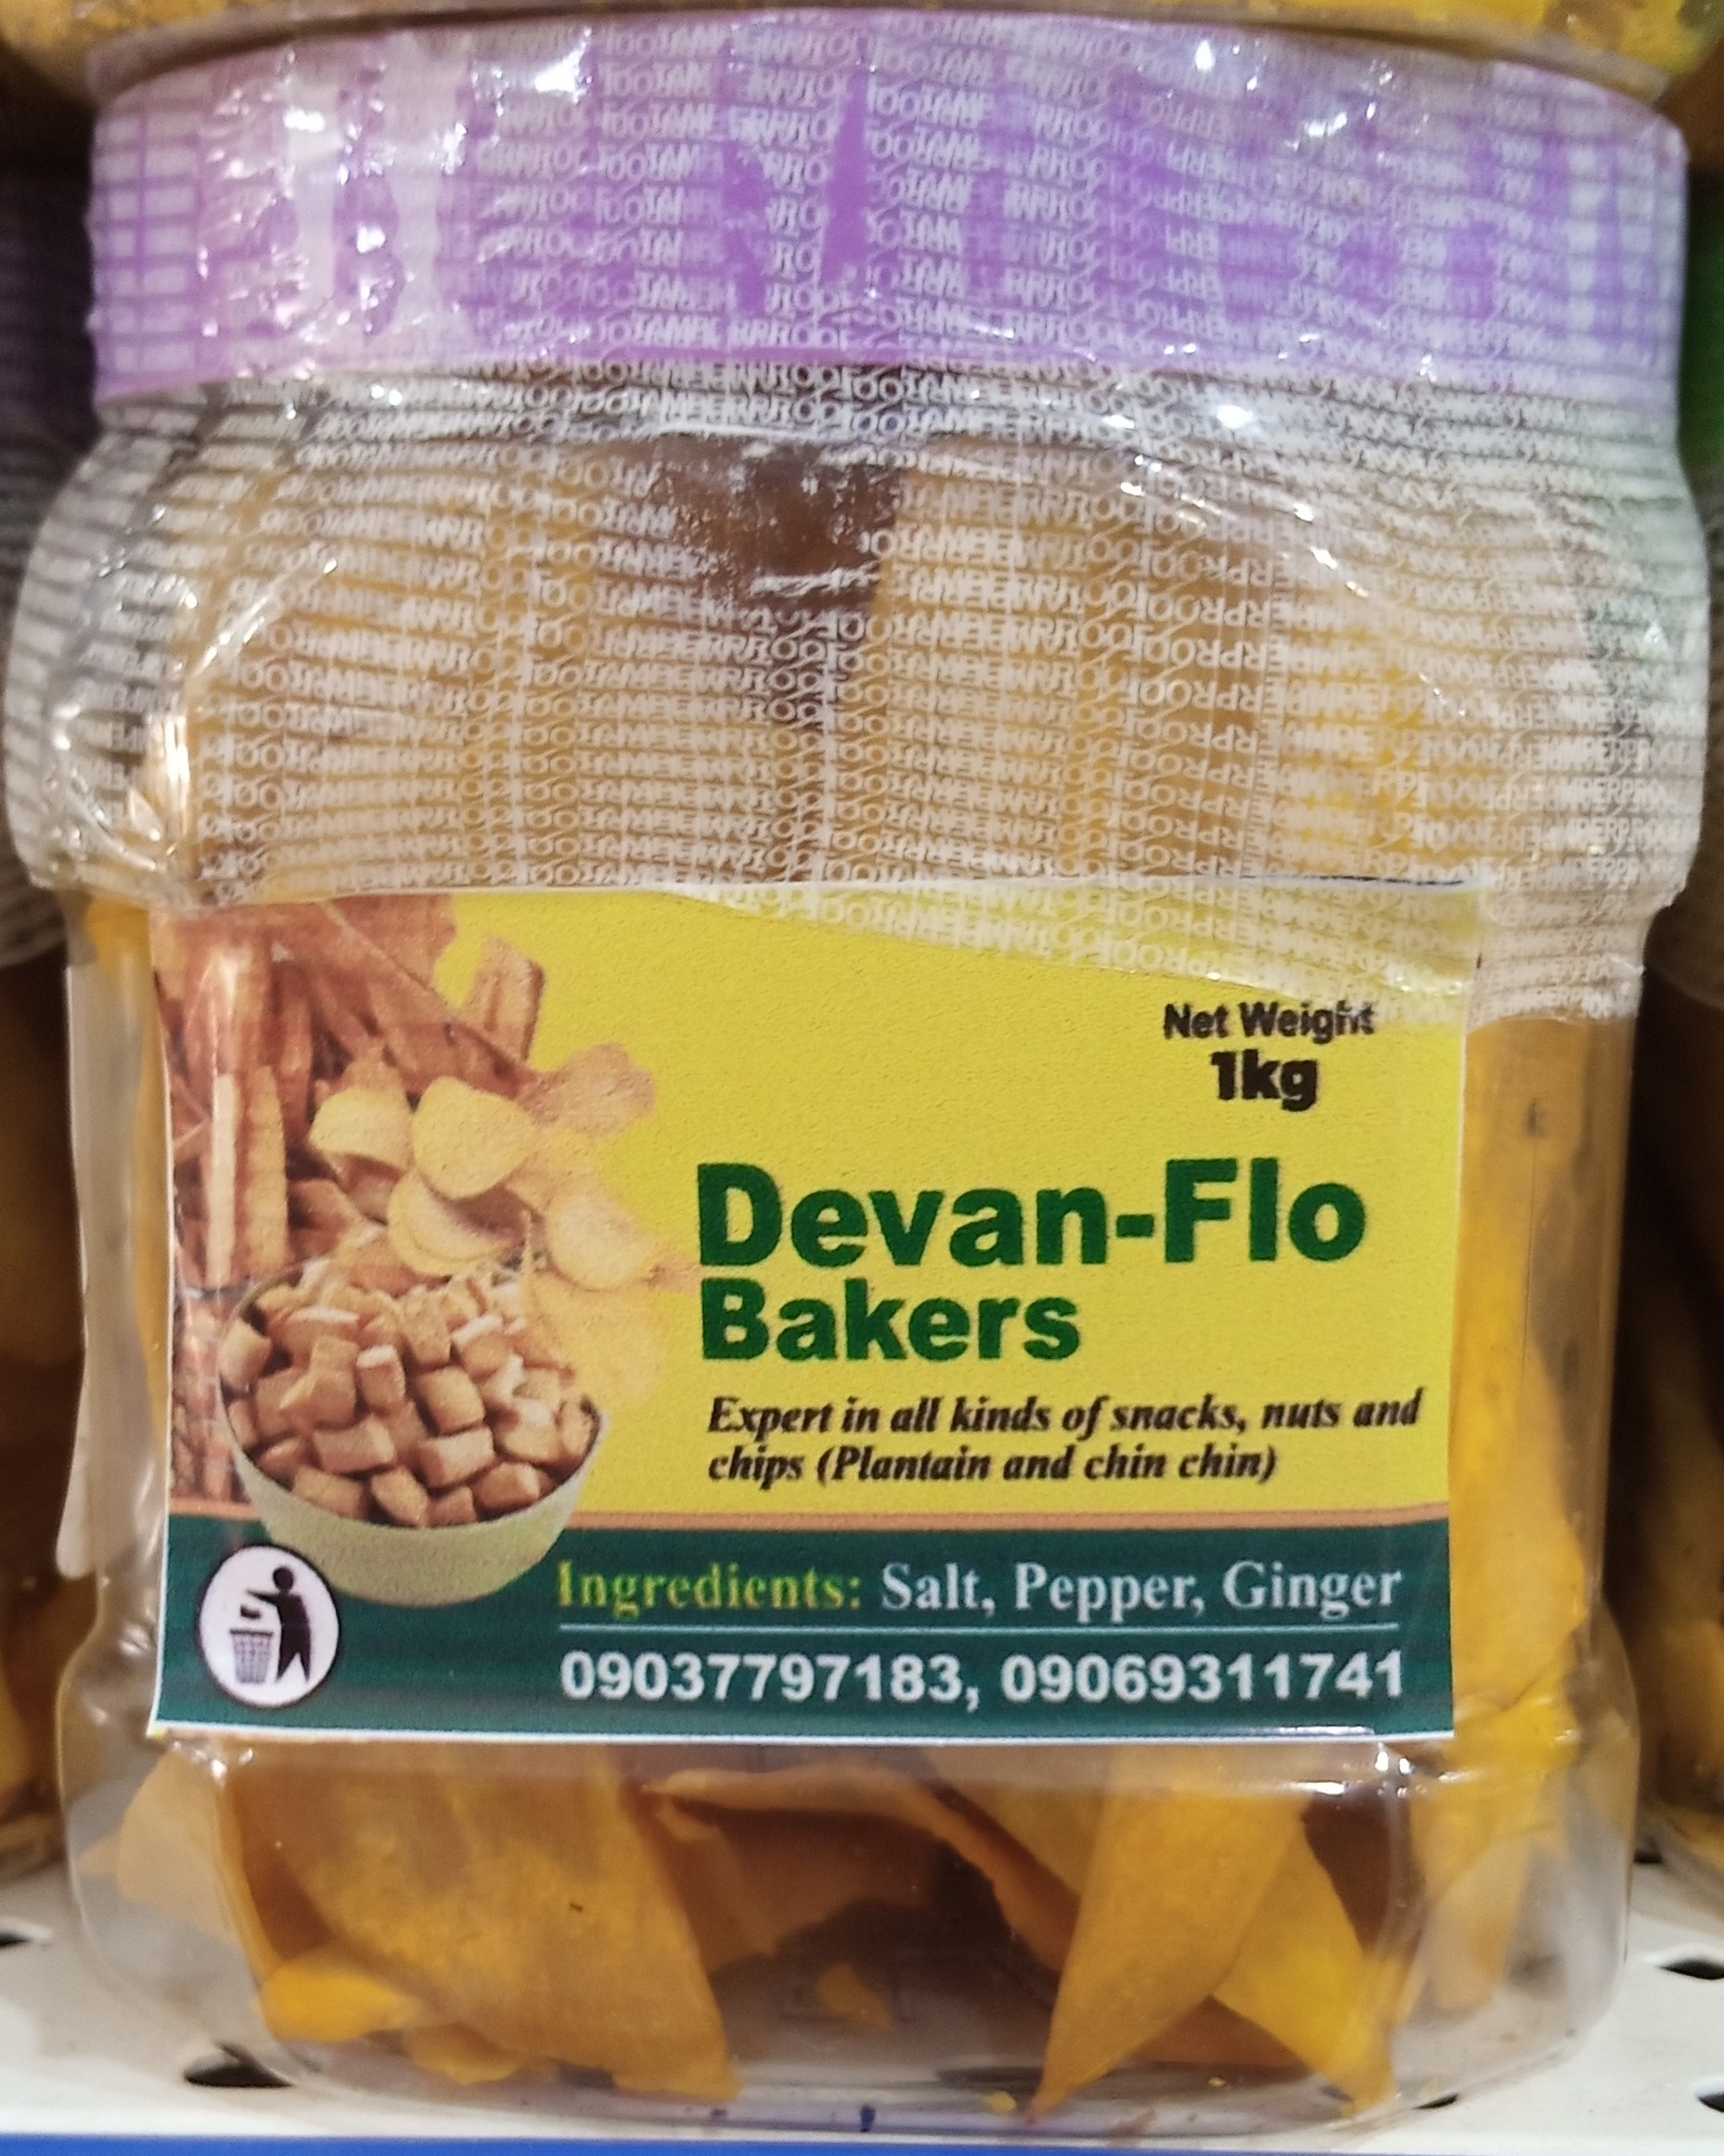 TAMPERPROOF
Net Weight
1kg
Devan-Flo
Bakers
Expert in all kinds of snacks, nuts and
chips (Plantain and chin chin)
Ingredients: Salt, Pepper, Ginger
09037797183, 09069311741